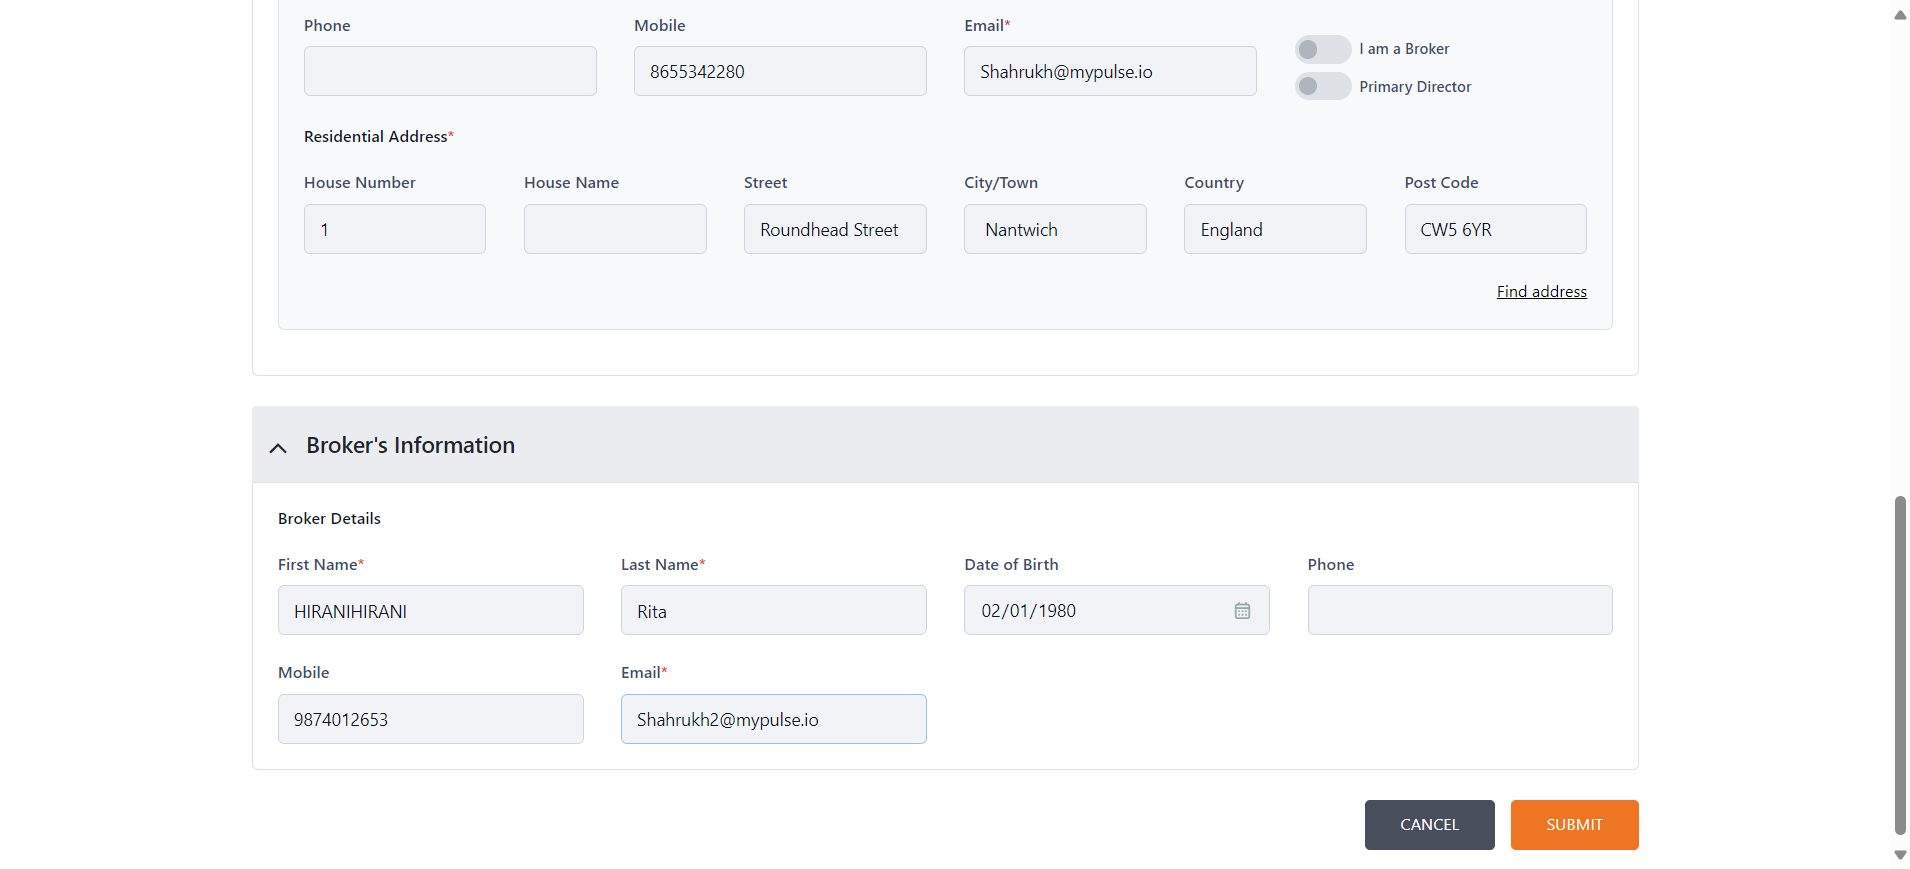 Phone Mobile Email*
8655342280 Shahrukh@mypulse.io I am a Broker
Primary Director
Residential Address*
House Number House Name Street City/Town Country Post Code
1 Roundhead Street Nantwich England CW5 6YR
Find address
Broker's Information
Broker Details
First Name* Last Name* Date of Birth Phone
HIRANIHIRANI Rita 02/01/1980
Mobile Email*
9874012653 Shahrukh2@mypulse.io
CANCEL SUBMIT